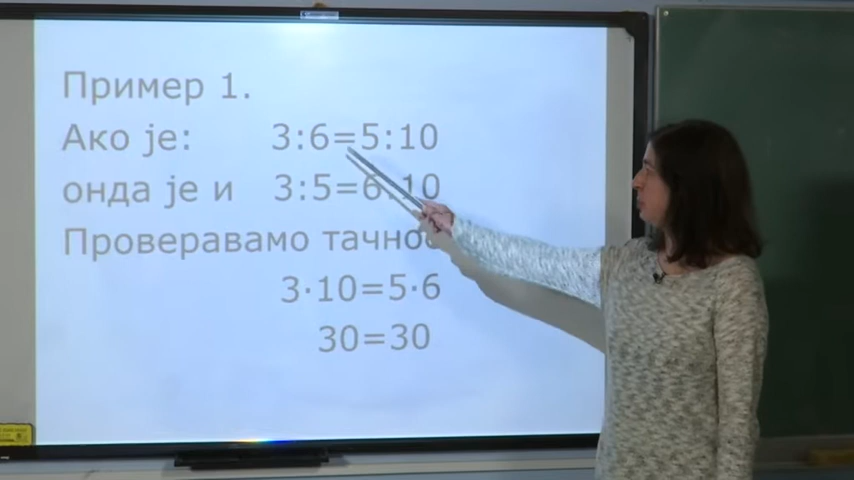 Пример 1.
Ако је: 3:6=5:10
онда је и 3:5=6:10
Проверавамо
3·10=5·6
30=30